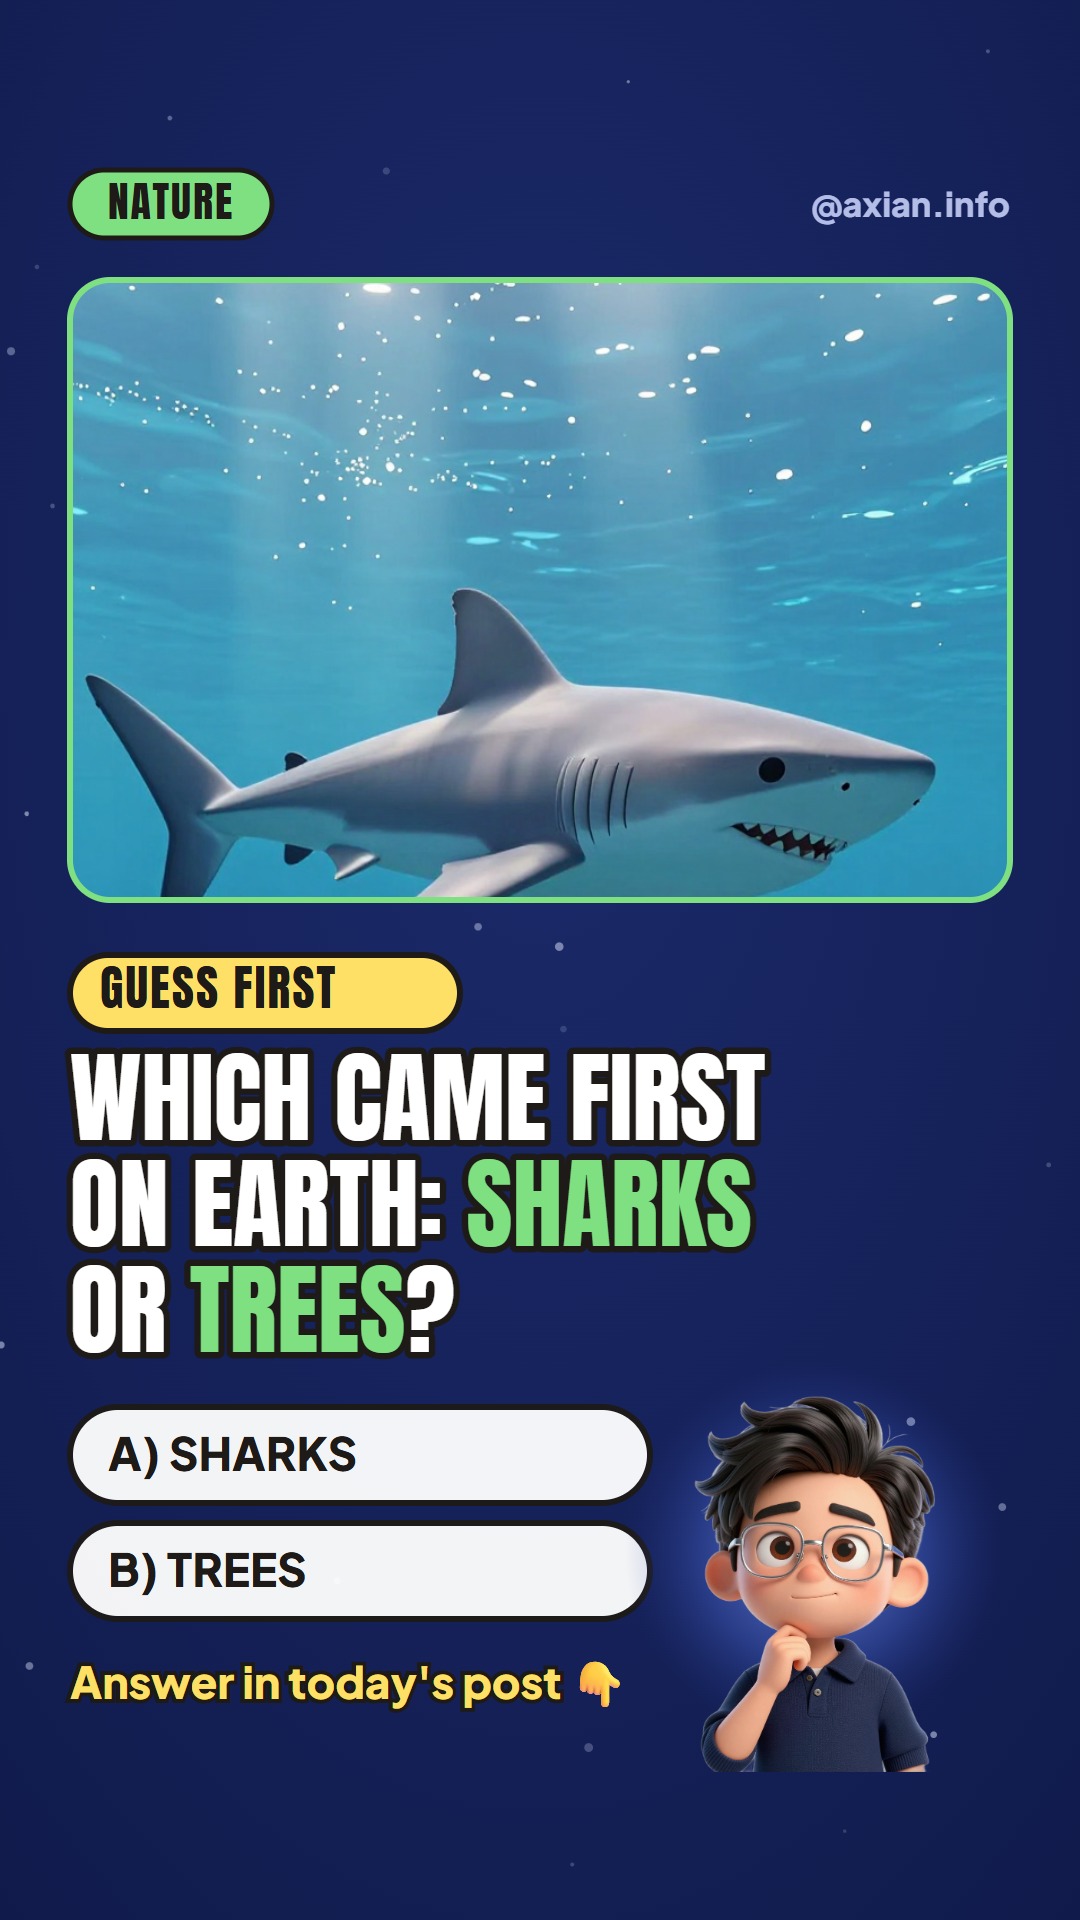 NATURE
@axian.info
GUESS FIRST
WHICH CAME FIRST
ON EARTH: SHARKS
OR TREES?
A) SHARKS
B) TREES
Answer in today's post 👇